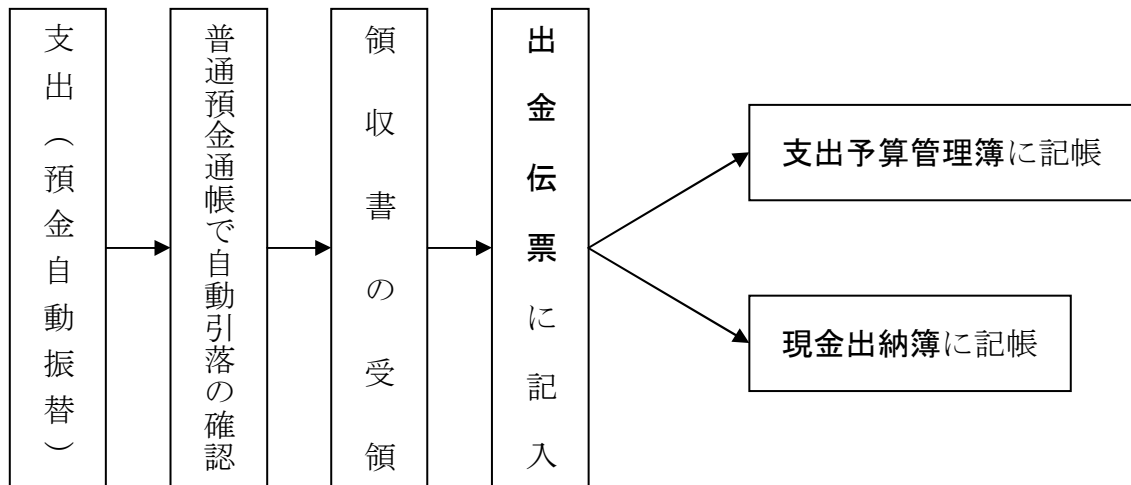 支出（預金自動振替）
普通預金通帳で自動引落の確認
領収書の受領
出金伝票に記入
支出予算管理簿に記帳
現金出納簿に記帳